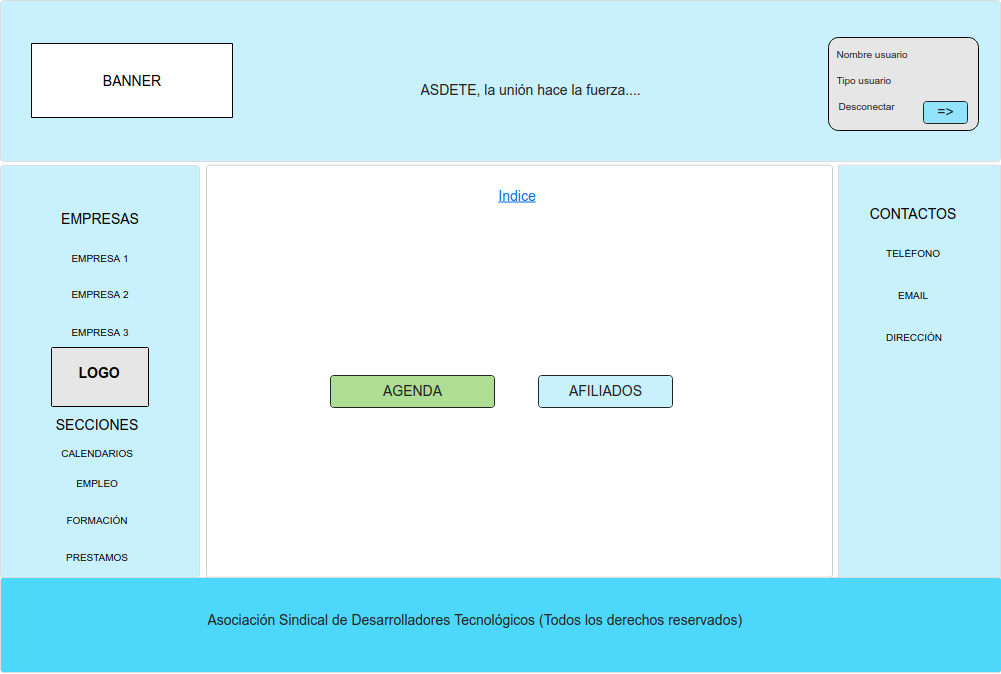 BANNER
ASDETE, la unión hace la fuerza....
Nombre usuario
Tipo usuario
Desconectar
=>
EMPRESAS
EMPRESA 1
EMPRESA 2
EMPRESA 3
LOGO
SECCIONES
CALENDARIOS
EMPLEO
FORMACIÓN
PRESTAMOS
Indice
AGENDA
AFILIADOS
CONTACTOS
TELÉFONO
EMAIL
DIRECCIÓN
Asociación Sindical de Desarrolladores Tecnológicos (Todos los derechos reservados)